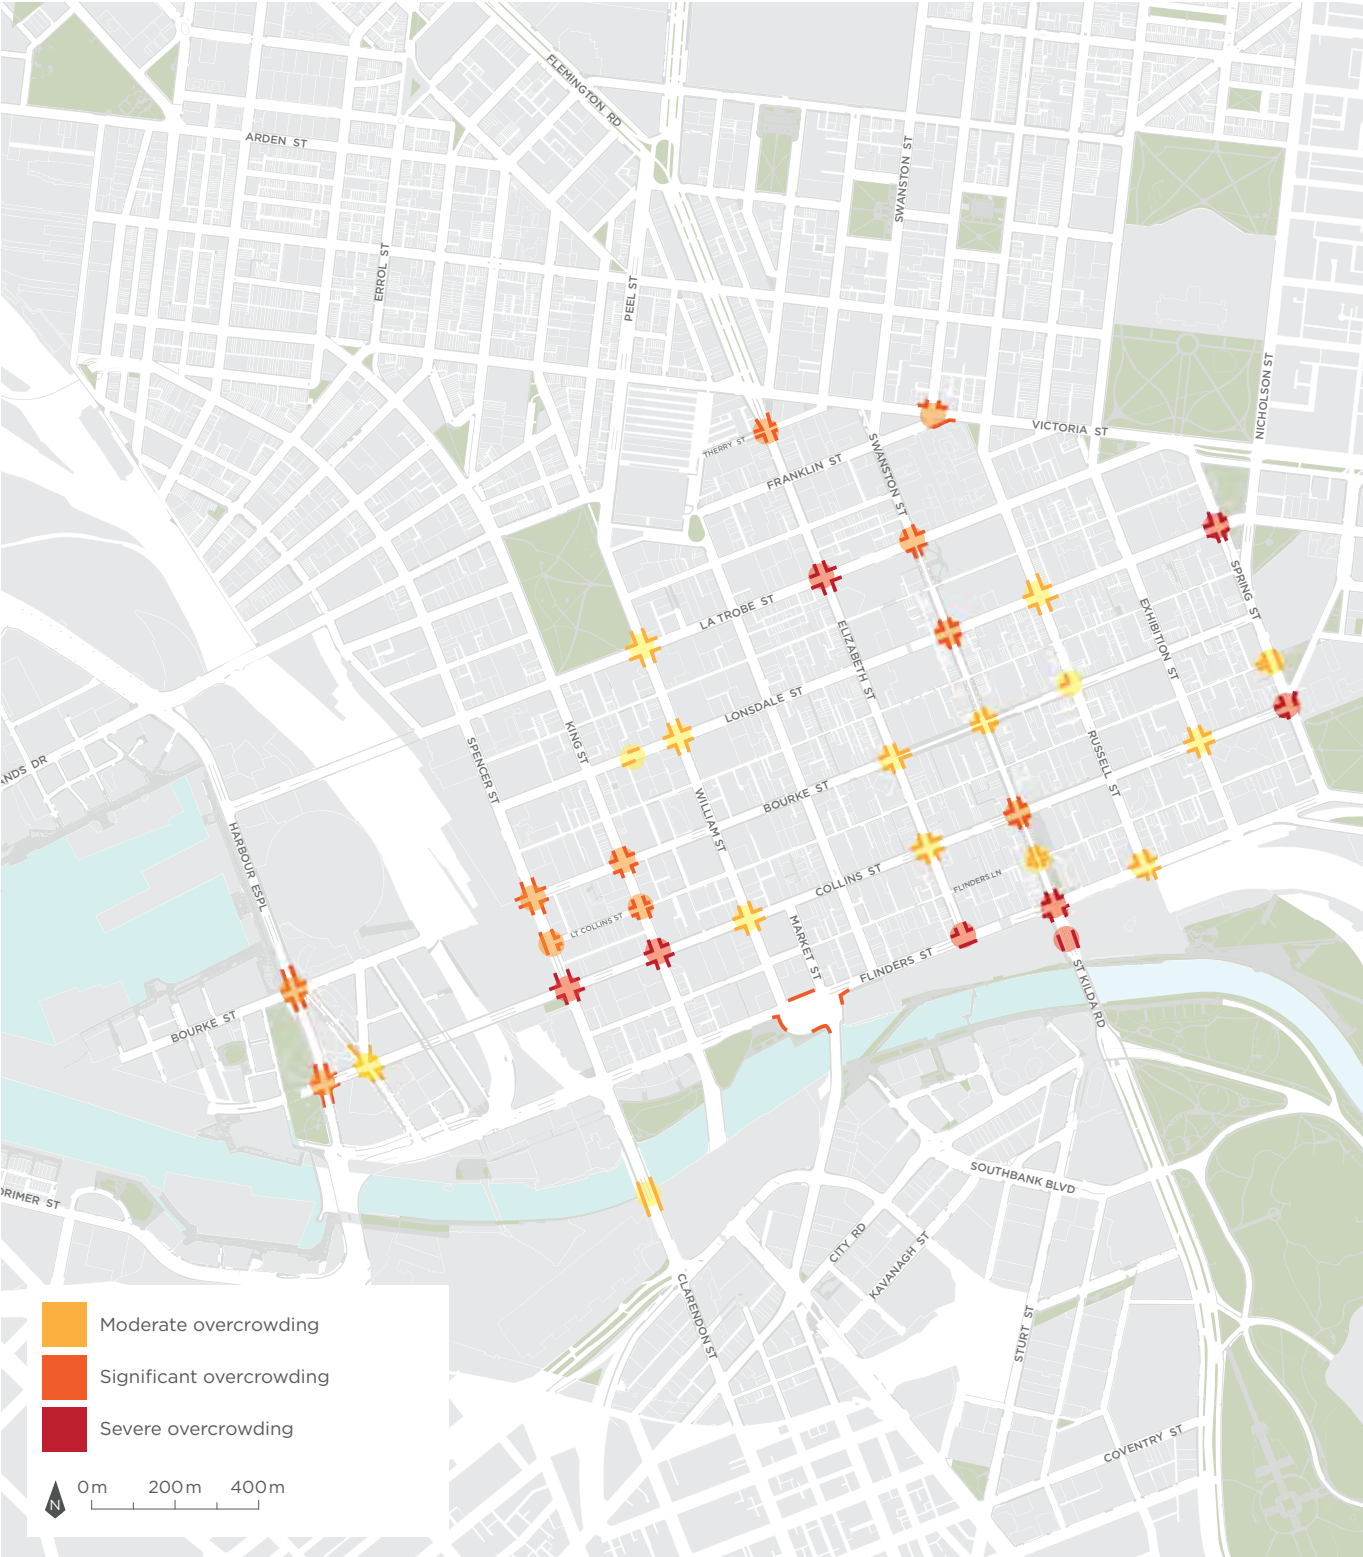 FLEMINGTON RD
ARDEN ST
SWANSTON ST
ERROL ST
PEEL ST
NICHOLSON ST
VICTORIA ST
THERRY ST
FRANKLIN ST
SWANSTON ST
SPRING ST
LA TROBE ST
EXHIBITION ST
ELIZABETH ST
LONSDALE ST
KING ST
SPENCER ST
RUSSELL ST
ANDS DR
BOURKE ST
WILLIAM ST
HARBOUR ESPL
COLLINS ST
FLINDERS LN
LT COLLINS ST
MARKET ST
FLINDERS ST
ST KILDA RD
BOURKE ST
SOUTHBANK BLVD
ORIMER ST
CITY RD
KAVANAGH ST
CLARENDON ST
STURT ST
COVENTRY ST
Moderate overcrowding
Significant overcrowding
Severe overcrowding
0m 200m 400m
N